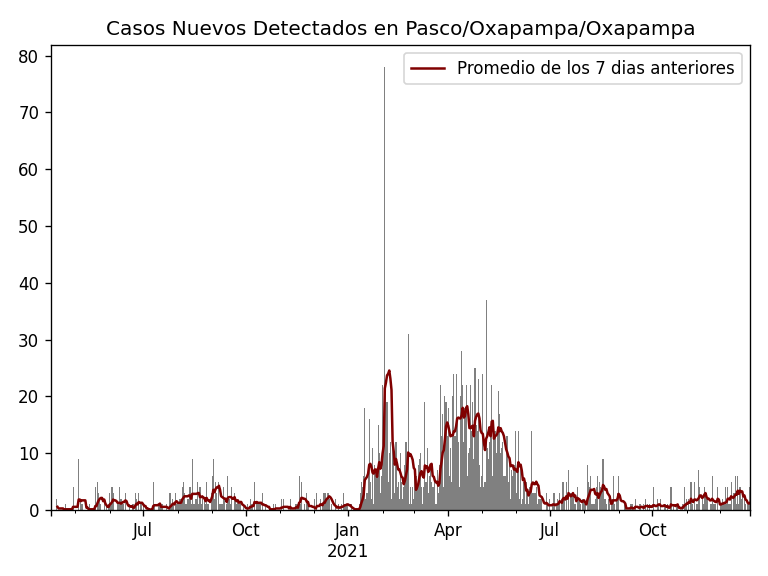 Casos Nuevos Detectados en Pasco/Oxapampa/Oxapampa
Promedio de los 7 dias anteriores
80
70
60
50
40
30
20
10
0
Jul
Oct
Jan
2021
Apr
Jul
Oct